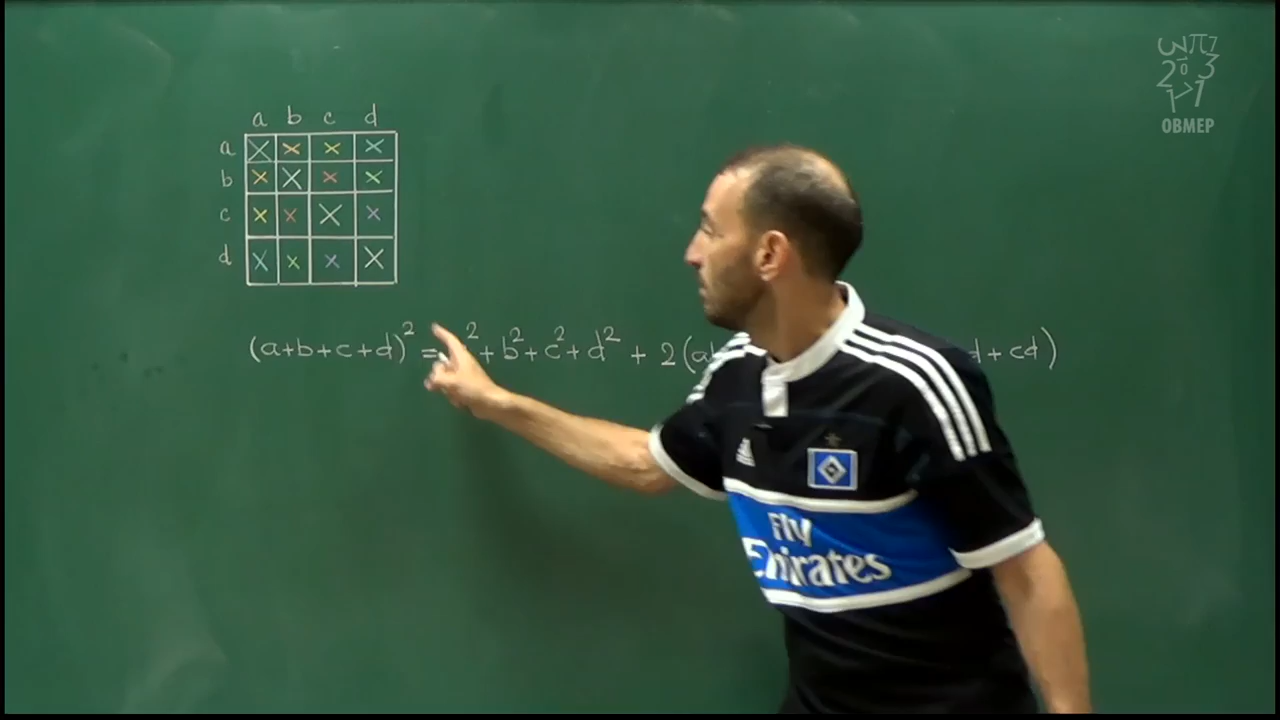 a b c d
a
b
c
d
(a+b+c+d)² = ²+b²+c²+d² + 2(a d + cd)
Fly
Emirates
OBMEP